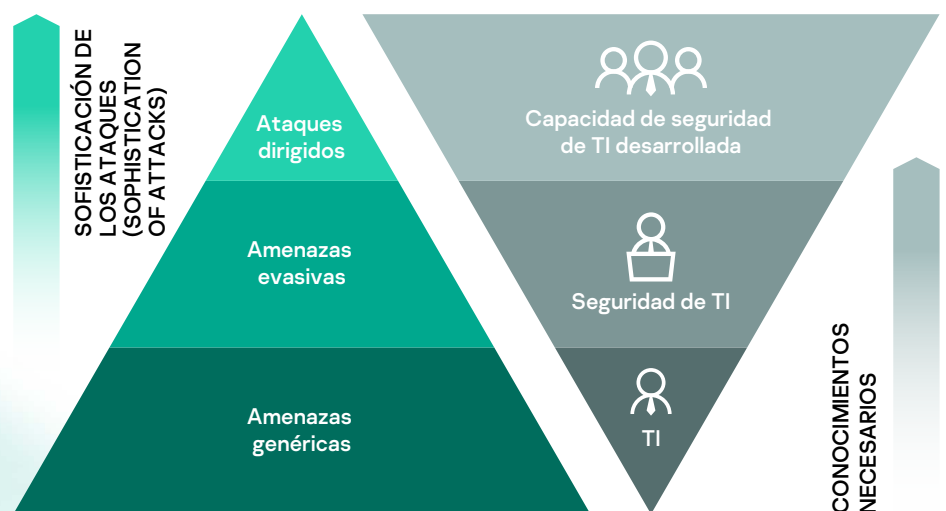 SOFISTICACIÓN DE
LOS ATAQUES
(SOPHISTICATION
OF ATTACKS)
Ataques
dirigidos
Amenazas
evasivas
Amenazas
genéricas
Capacidad de seguridad
de TI desarrollada
Seguridad de TI
TI
CONOCIMIENTOS
NECESARIOS